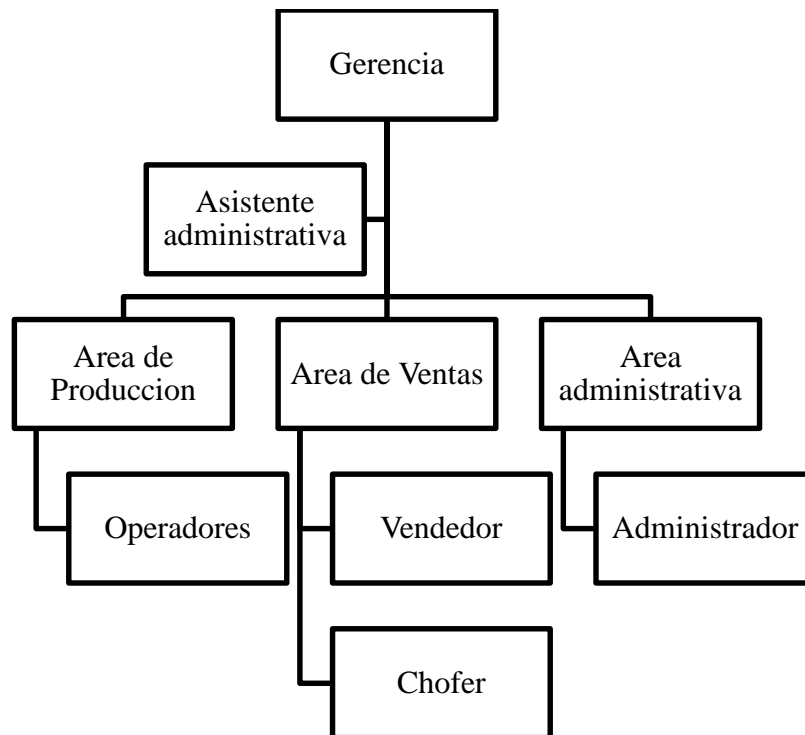 Gerencia
Asistente
administrativa
Area de
Produccion
Area de Ventas
Area
administrativa
Operadores
Vendedor
Administrador
Chofer